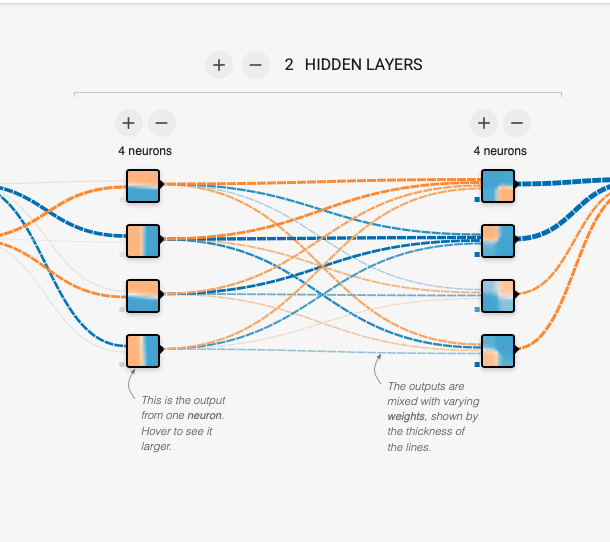 2 HIDDEN LAYERS
4 neurons
4 neurons
This is the output
from one neuron.
Hover to see it
larger.
The outputs are
mixed with varying
weights, shown by
the thickness of
the lines.